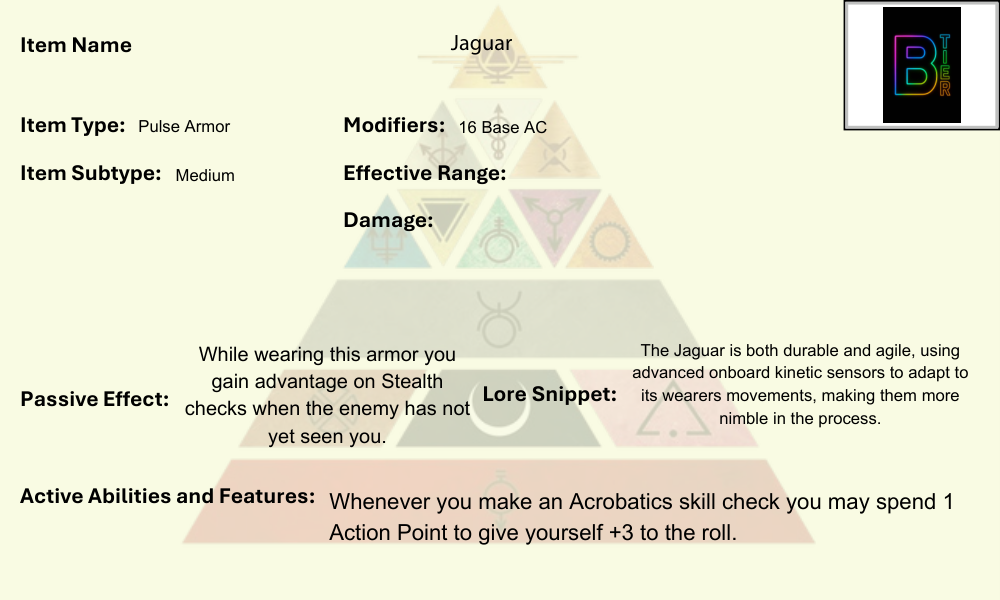 Item Name
Jaguar
B TIER
Item Type: Pulse Armor
Modifiers: 16 Base AC
Item Subtype: Medium
Effective Range:
Damage:
Passive Effect:
While wearing this armor you
gain advantage on Stealth
checks when the enemy has not
yet seen you.
Lore Snippet:
The Jaguar is both durable and agile, using
advanced onboard kinetic sensors to adapt to
its wearers movements, making them more
nimble in the process.
Active Abilities and Features:
Whenever you make an Acrobatics skill check you may spend 1
Action Point to give yourself +3 to the roll.